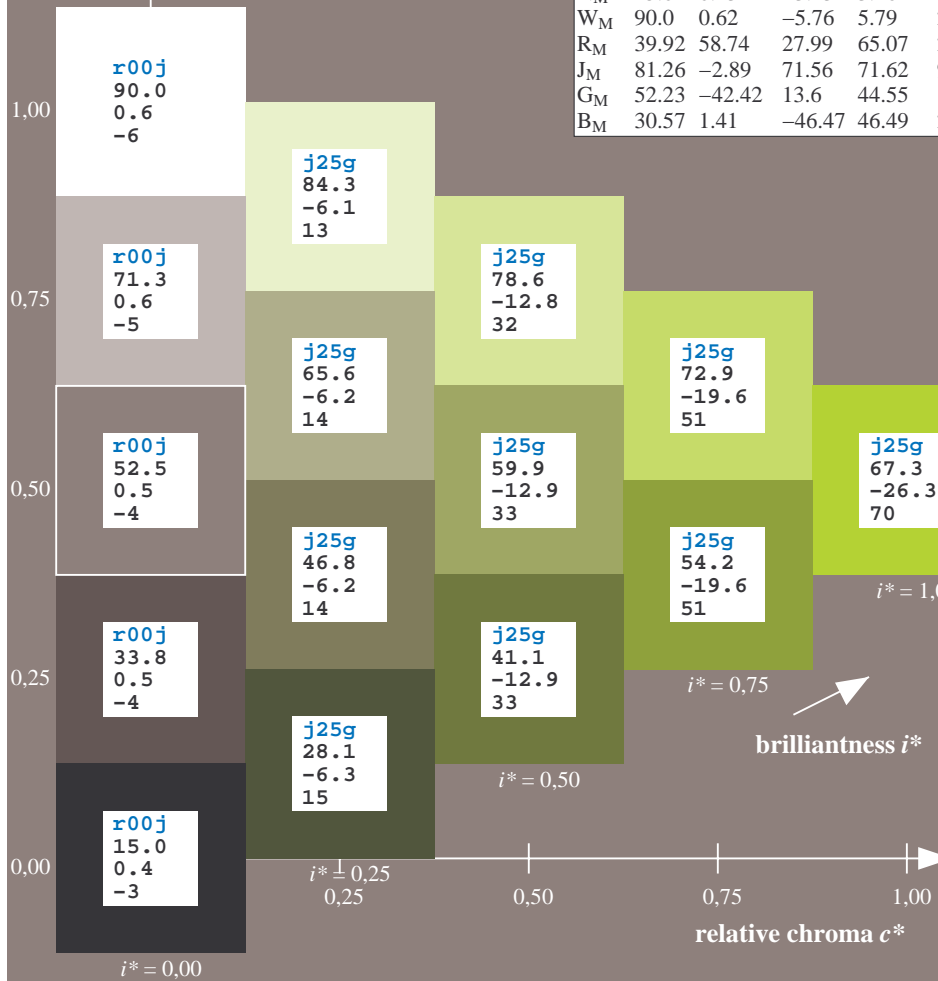 W_M 90.0 0.62 −5.76 5.79
R_M 39.92 58.74 27.99 65.07
J_M 81.26 −2.89 71.56 71.62
G_M 52.23 −42.42 13.6 44.55
B_M 30.57 1.41 −46.47 46.49
1,00
r00j
90.0
0.6
−6
j25g
84.3
−6.1
13
0,75
r00j
71.3
0.6
−5
j25g
78.6
−12.8
32
j25g
65.6
−6.2
14
j25g
72.9
−19.6
51
0,50
r00j
52.5
0.5
−4
j25g
59.9
−12.9
33
j25g
67.3
−26.3
70
j25g
46.8
−6.2
14
j25g
54.2
−19.6
51
i* = 1,0
0,25
r00j
33.8
0.5
−4
j25g
41.1
−12.9
33
i* = 0,75
j25g
28.1
−6.3
15
brilliantness i*
i* = 0,50
0,00
r00j
15.0
0.4
−3
i* = 0,25
0,25 0,50 0,75 1,00
relative chroma c*
i* = 0,00